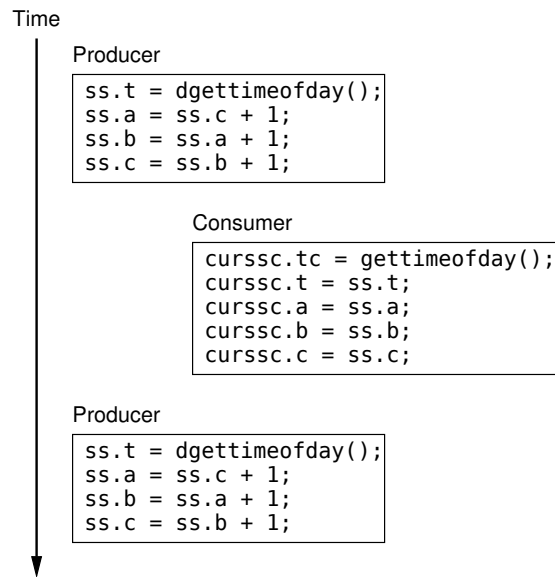 Time
Producer
ss.t = dgettimeofday();
ss.a = ss.c + 1;
ss.b = ss.a + 1;
ss.c = ss.b + 1;
Consumer
curssc.tc = gettimeofday();
curssc.t = ss.t;
curssc.a = ss.a;
curssc.b = ss.b;
curssc.c = ss.c;
Producer
ss.t = dgettimeofday();
ss.a = ss.c + 1;
ss.b = ss.a + 1;
ss.c = ss.b + 1;